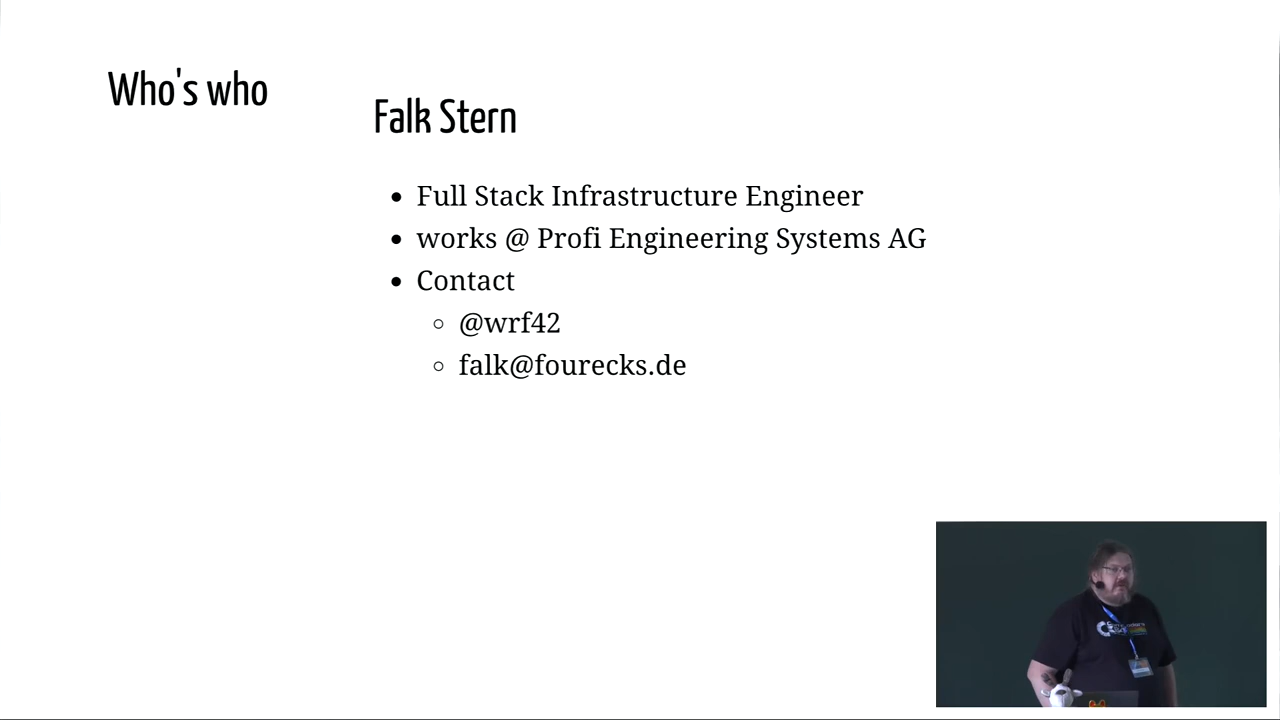 Who's who
Falk Stern
Full Stack Infrastructure Engineer
works @ Profi Engineering Systems AG
Contact
@wrf42
falk@fourecks.de